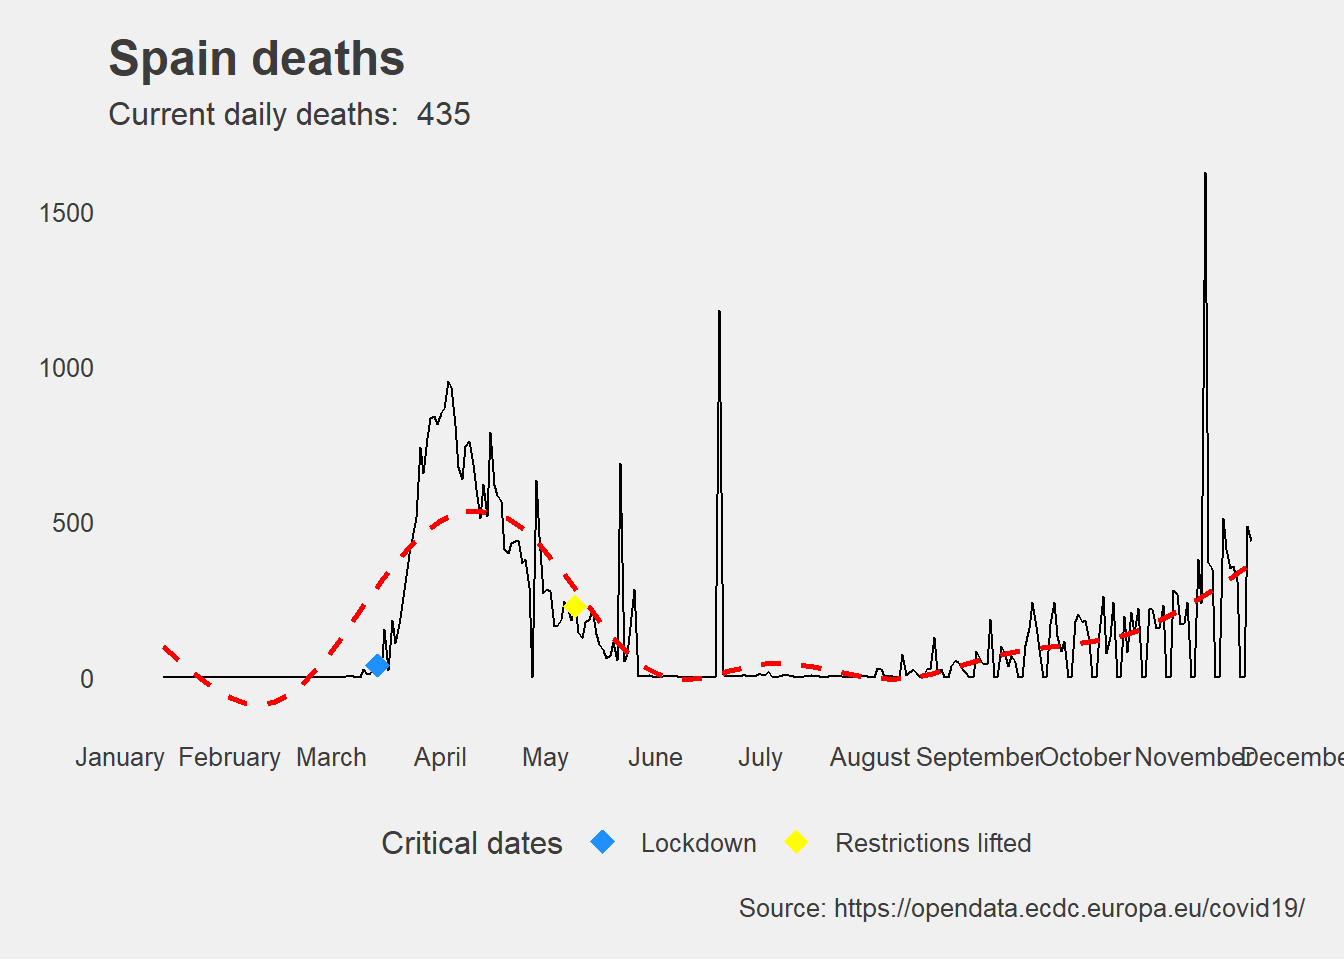 Spain deaths
Current daily deaths:  435
1500
1000
500
0
January February March April May June July August September October November December
Critical dates Lockdown Restrictions lifted
Source: https://opendata.ecdc.europa.eu/covid19/